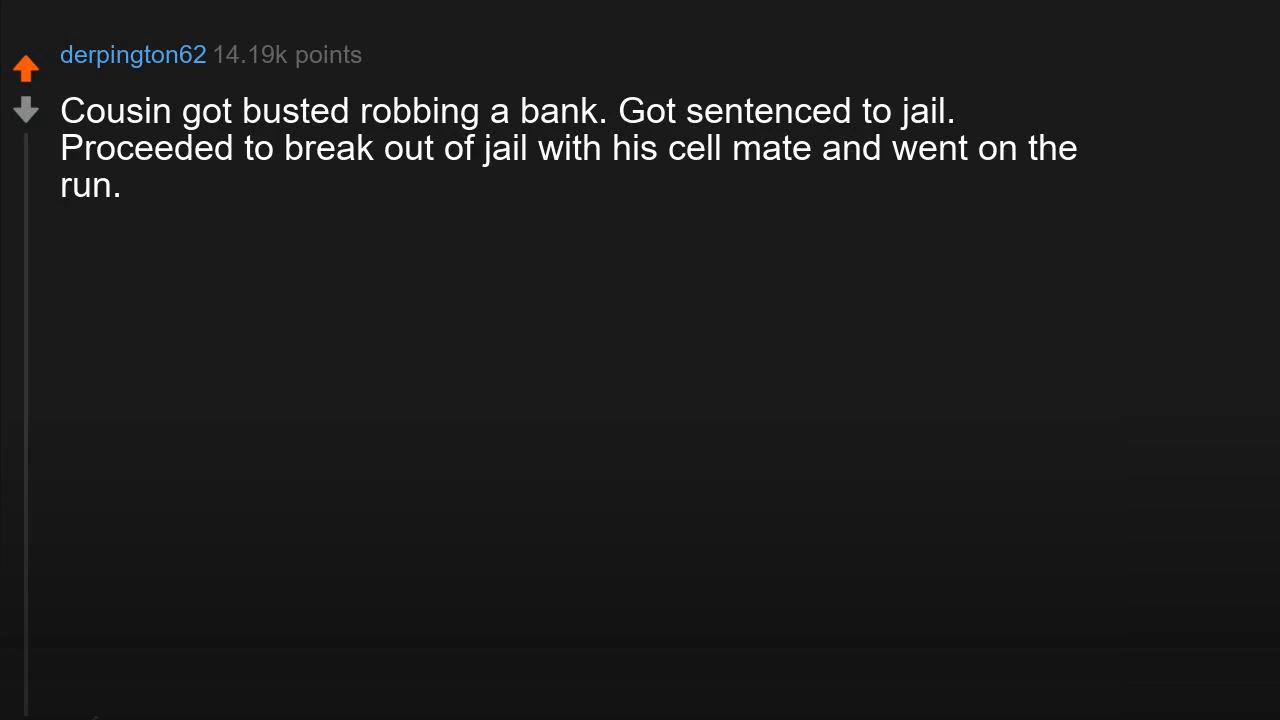 derpington62 14.19k points
Cousin got busted robbing a bank. Got sentenced to jail.
Proceeded to break out of jail with his cell mate and went on the
run.